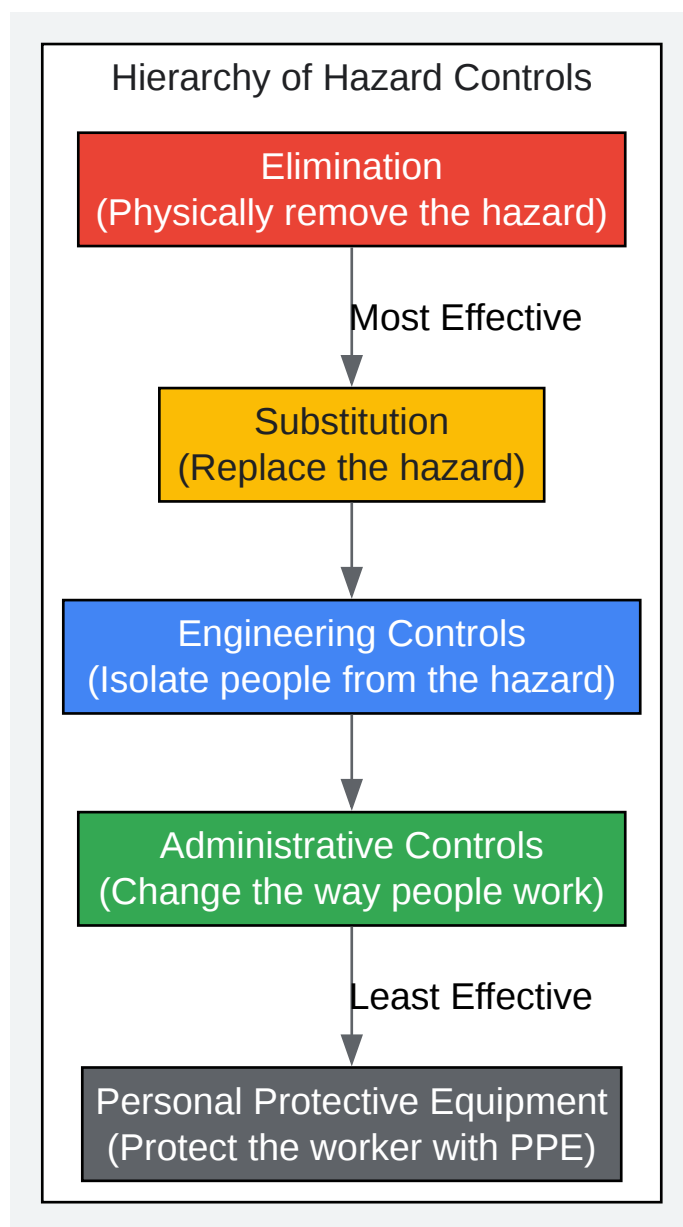 Hierarchy of Hazard Controls
Elimination
(Physically remove the hazard)
Most Effective
Substitution
(Replace the hazard)
Engineering Controls
(Isolate people from the hazard)
Administrative Controls
(Change the way people work)
Least Effective
Personal Protective Equipment
(Protect the worker with PPE)